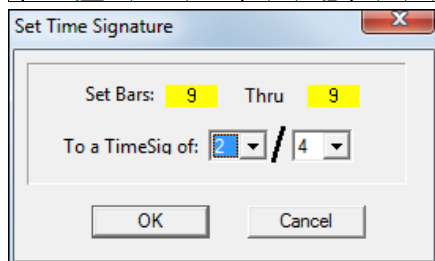 Set Time Signature
Set Bars: 9 Thru 9
To a TimeSig of: 2 / 4
OK Cancel